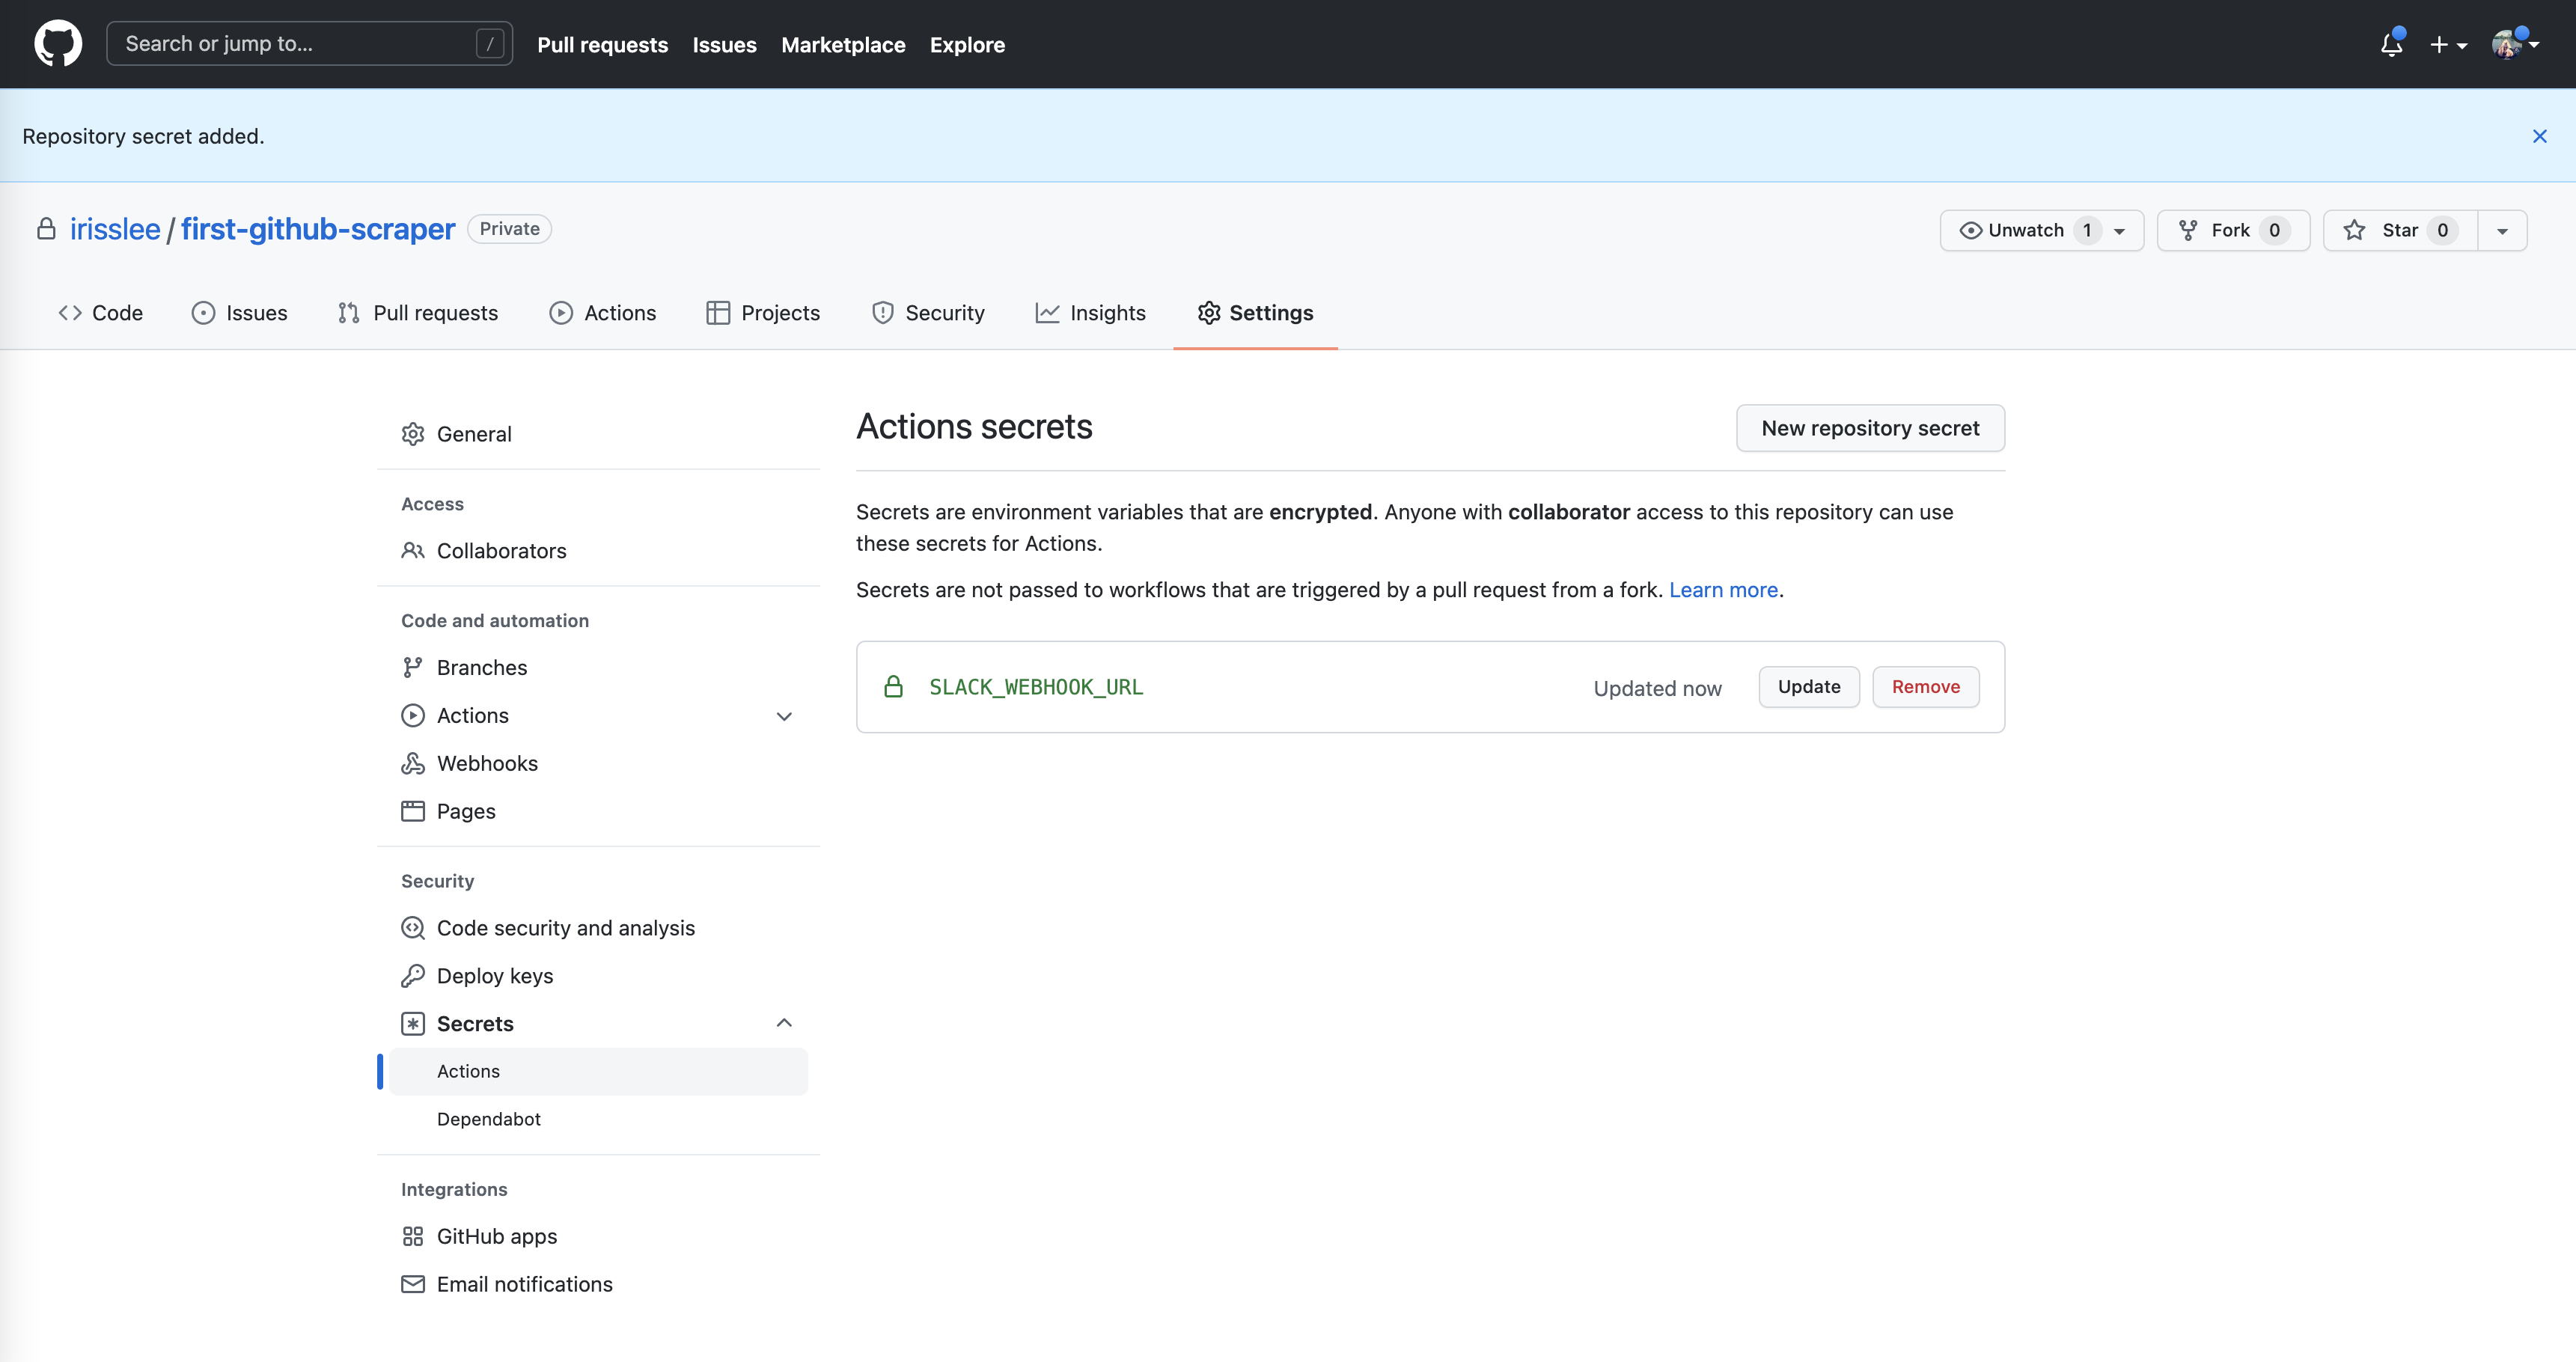 Search or jump to... /
Pull requests Issues Marketplace Explore
Repository secret added.
irisslee / first-github-scraper Private
Unwatch 1 Fork 0 Star 0
Code Issues Pull requests Actions Projects Security Insights Settings
General
Access
Collaborators
Code and automation
Branches
Actions
Webhooks
Pages
Security
Code security and analysis
Deploy keys
Secrets
Actions
Dependabot
Integrations
GitHub apps
Email notifications
Actions secrets
New repository secret
Secrets are environment variables that are encrypted. Anyone with collaborator access to this repository can use
these secrets for Actions.
Secrets are not passed to workflows that are triggered by a pull request from a fork. Learn more.
SLACK_WEBHOOK_URL Updated now Update Remove